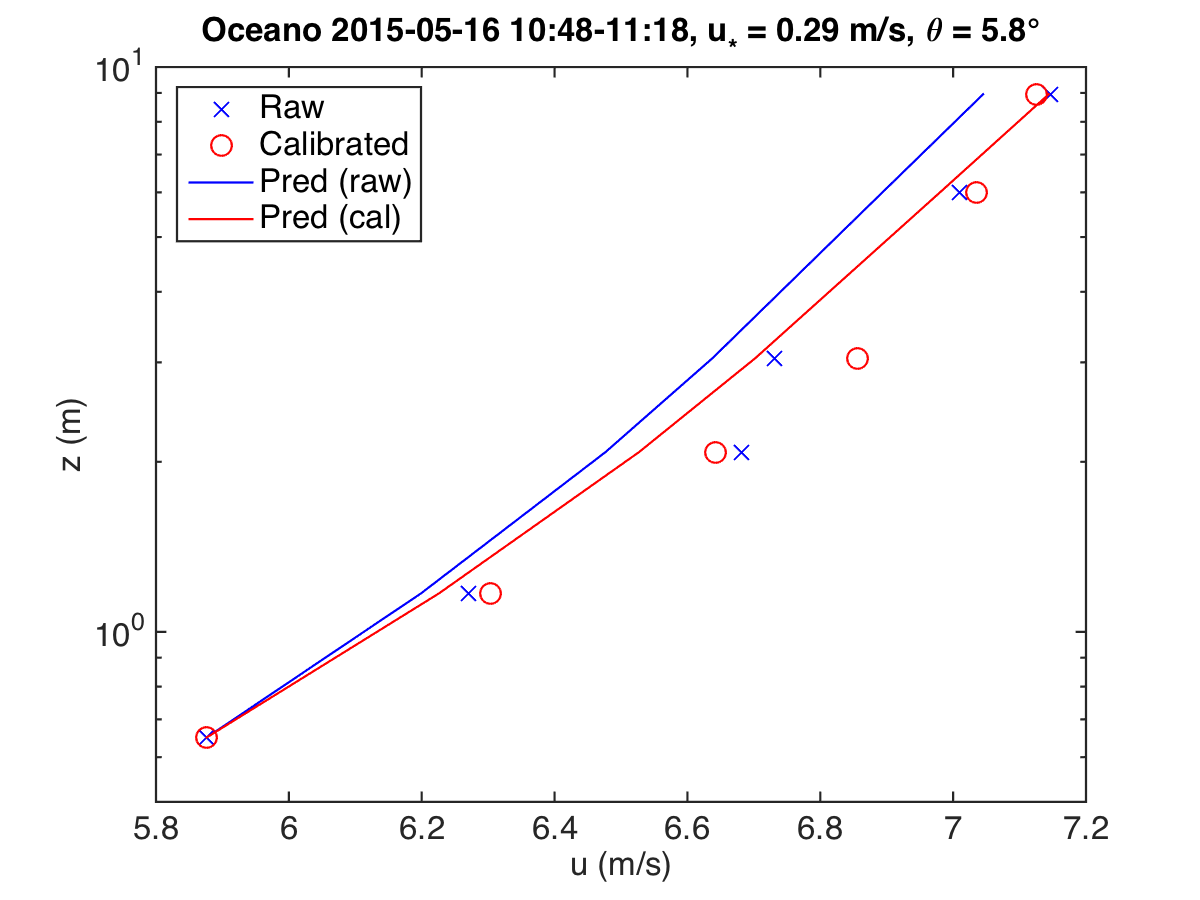 Oceano 2015-05-16 10:48-11:18, u* = 0.29 m/s, θ = 5.8°
10^1
Raw
Calibrated
Pred (raw)
Pred (cal)
z (m)
10^0
5.8 6 6.2 6.4 6.6 6.8 7 7.2
u (m/s)